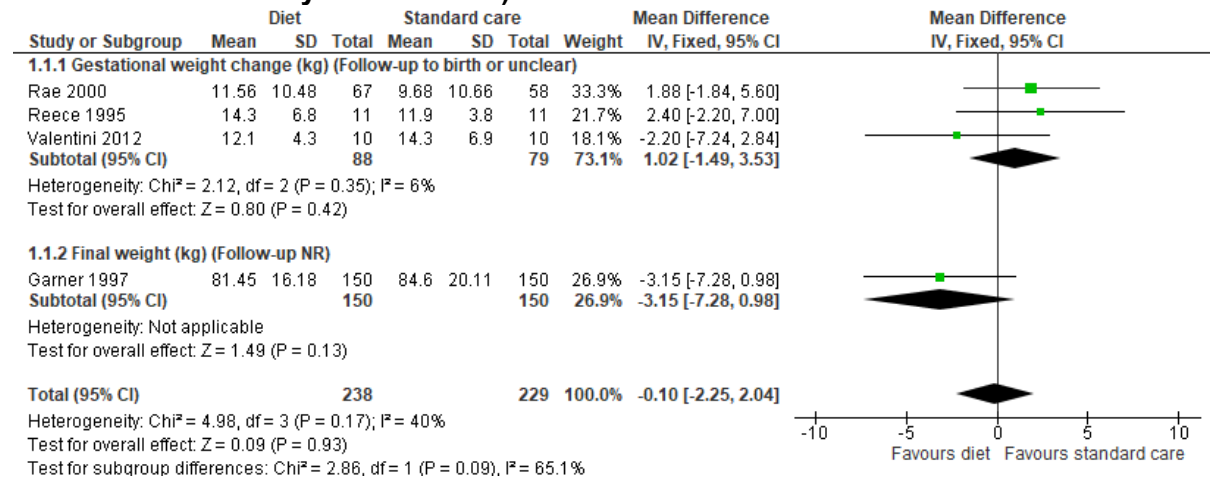 Diet Standard care Mean Difference Mean Difference
Study or Subgroup Mean SD Total Mean SD Total Weight IV, Fixed, 95% CI IV, Fixed, 95% CI
1.1.1 Gestational weight change (kg) (Follow-up to birth or unclear)
Rae 2000 11.56 10.48 67 9.68 10.66 58 33.3% 1.88 [-1.84, 5.60]
Reece 1995 14.3 6.8 11 11.9 3.8 11 21.7% 2.40 [-2.20, 7.00]
Valentini 2012 12.1 4.3 10 14.3 6.9 10 18.1% -2.20 [-7.24, 2.84]
Subtotal (95% CI) 88 79 73.1% 1.02 [-1.49, 3.53]
Heterogeneity: Chi² = 2.12, df = 2 (P = 0.35); I² = 6%
Test for overall effect: Z = 0.80 (P = 0.42)
1.1.2 Final weight (kg) (Follow-up NR)
Garner 1997 81.45 16.18 150 84.6 20.11 150 26.9% -3.15 [-7.28, 0.98]
Subtotal (95% CI) 150 150 26.9% -3.15 [-7.28, 0.98]
Heterogeneity: Not applicable
Test for overall effect: Z = 1.49 (P = 0.13)
Total (95% CI) 238 229 100.0% -0.10 [-2.25, 2.04]
Heterogeneity: Chi² = 4.98, df = 3 (P = 0.17); I² = 40%
Test for overall effect: Z = 0.09 (P = 0.93)
Test for subgroup differences: Chi² = 2.86, df = 1 (P = 0.09), I² = 65.1%
-10 -5 0 5 10
Favours diet Favours standard care